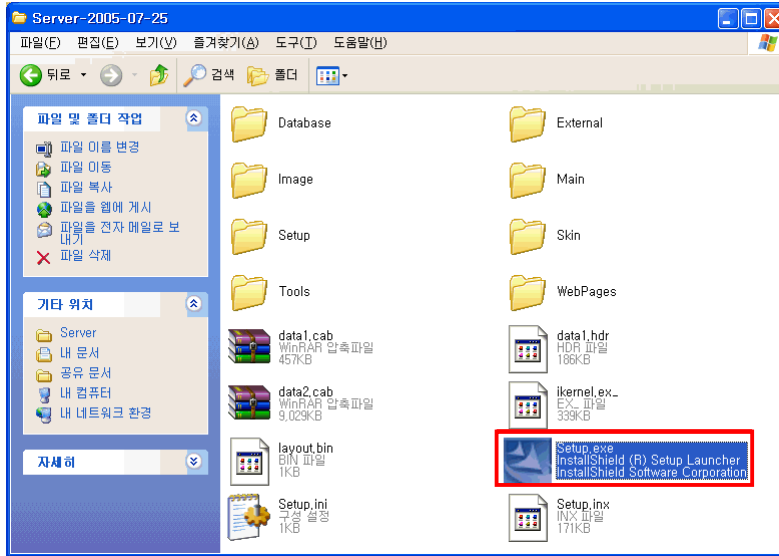 Server-2005-07-25
파일(F) 편집(E) 보기(V) 즐겨찾기(A) 도구(T) 도움말(H)
뒤로 검색 폴더
파일 및 폴더 작업
파일 이름 변경
파일 이동
파일 복사
파일을 웹에 게시
파일을 전자 메일로 보
내기
파일 삭제
기타 위치
Server
내 문서
공유 문서
내 컴퓨터
내 네트워크 환경
자세히
Database
External
Image
Main
Setup
Skin
Tools
WebPages
data1.cab
WinRAR 압축파일
457KB
data1.hdr
HDR 파일
186KB
data2.cab
WinRAR 압축파일
9,029KB
ikernel.ex_
EX_ 파일
339KB
layout.bin
BIN 파일
1KB
Setup.exe
InstallShield (R) Setup Launcher
InstallShield Software Corporation
Setup.ini
구성 설정
1KB
Setup.inx
INX 파일
171KB